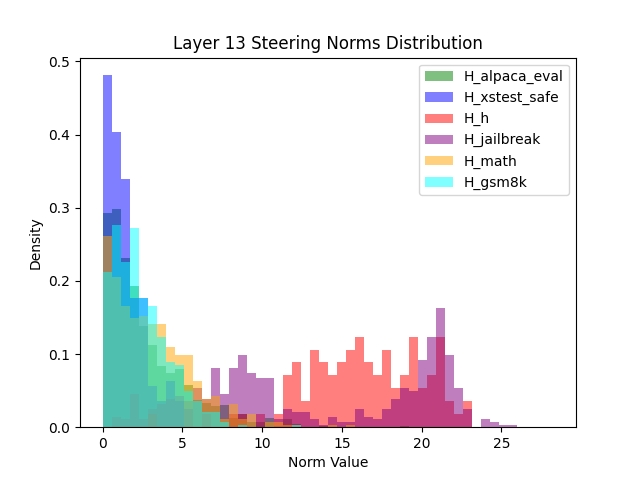 Layer 13 Steering Norms Distribution
0.5
0.4
0.3
0.2
0.1
0.0
Density
H_alpaca_eval
H_xstest_safe
H_h
H_jailbreak
H_math
H_gsm8k
0 5 10 15 20 25
Norm Value